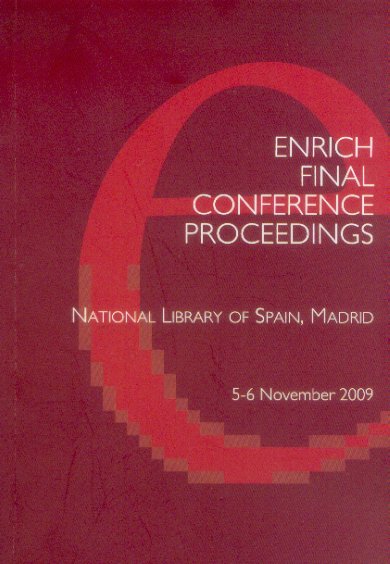 ENRICH
FINAL
CONFERENCE
PROCEEDINGS
NATIONAL LIBRARY OF SPAIN, MADRID
5-6 November 2009